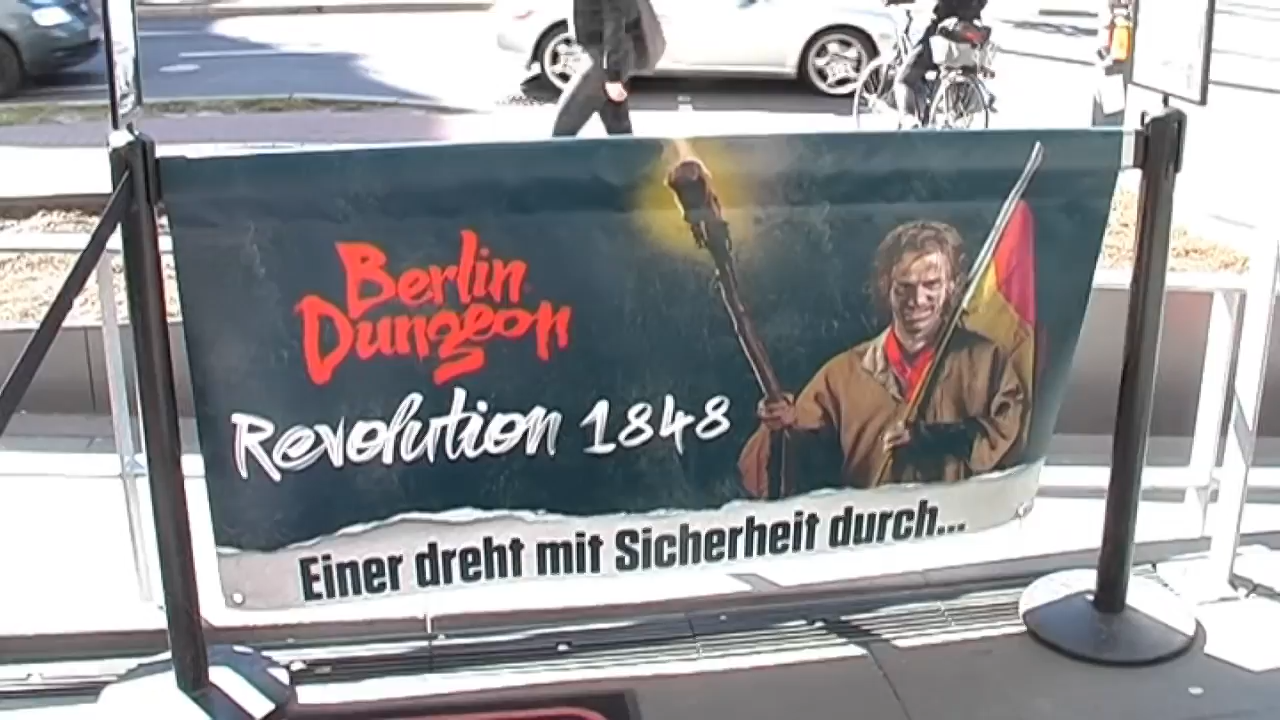 Berlin
Dungeon
Revolution 1848
Einer dreht mit Sicherheit durch...